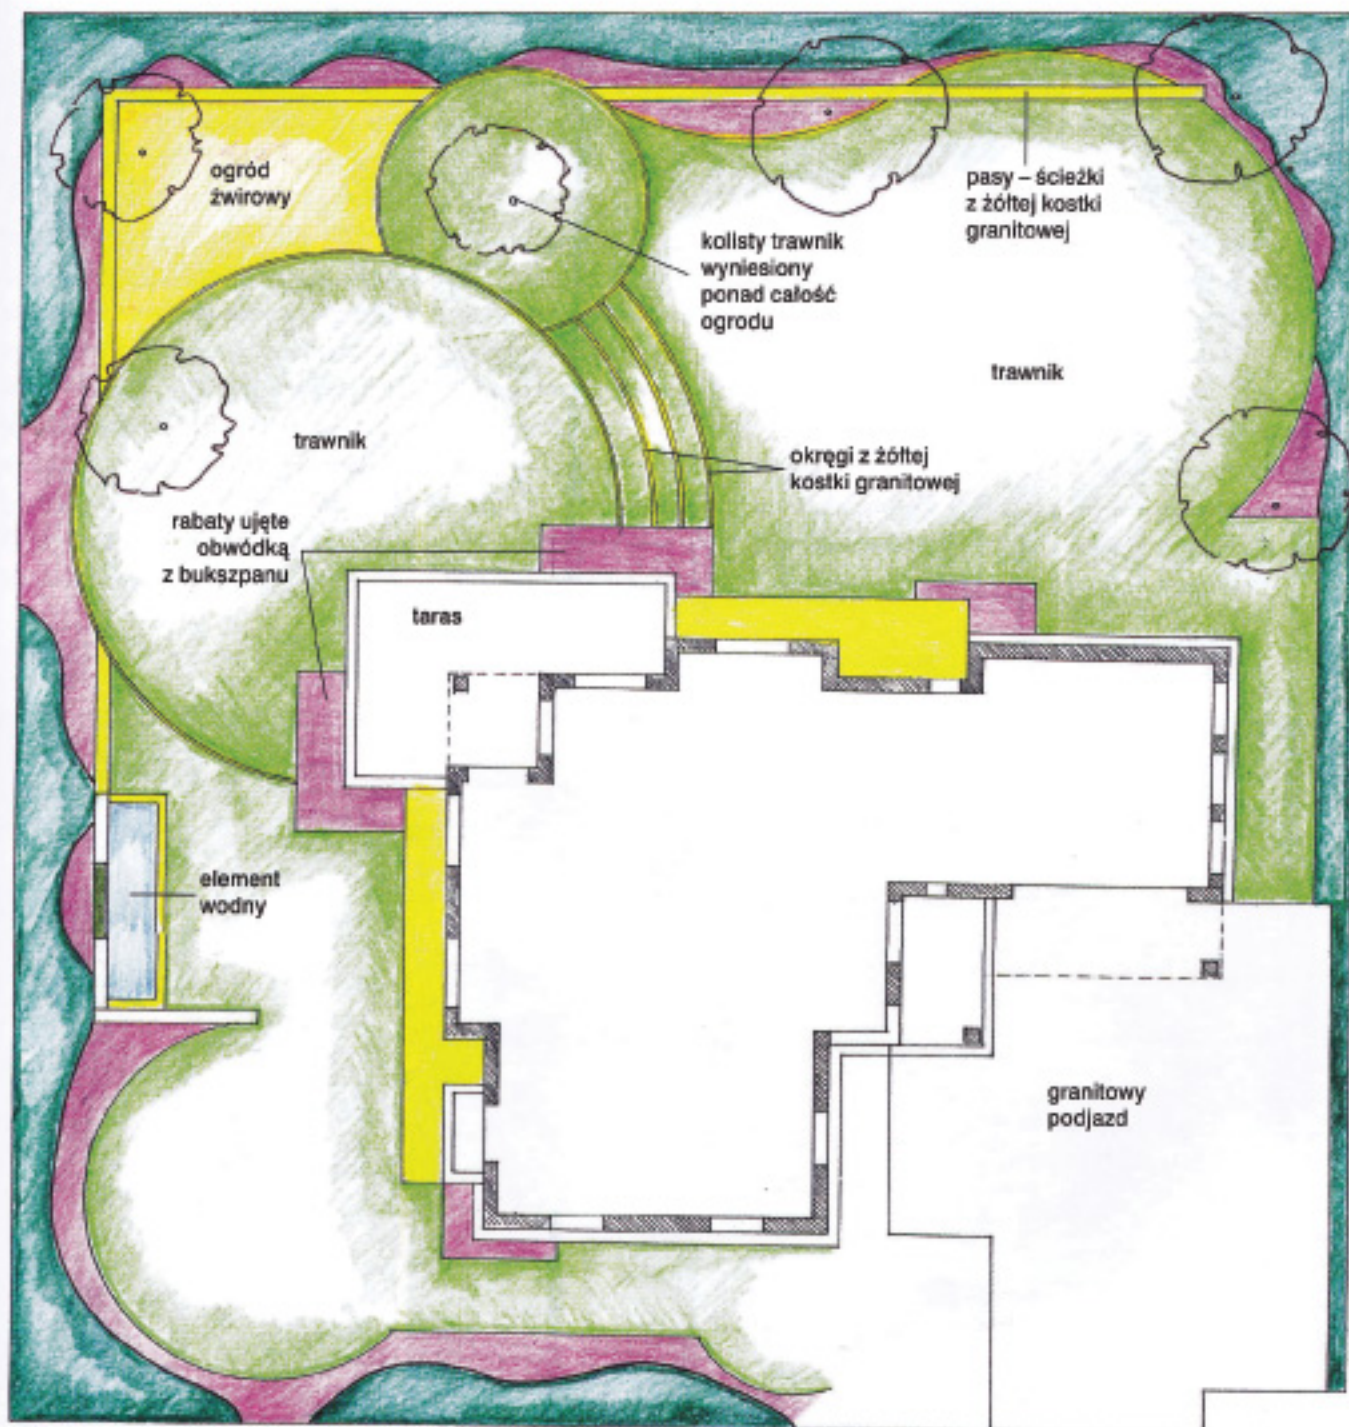 ogród
żwirowy
pasy – ścieżki
z żółtej kostki
granitowej
kolisty trawnik
wyniesiony
ponad całość
ogrodu
trawnik
trawnik
okręgi z żółtej
kostki granitowej
rabaty ujęte
obwódką
z bukszpanu
taras
element
wodny
granitowy
podjazd